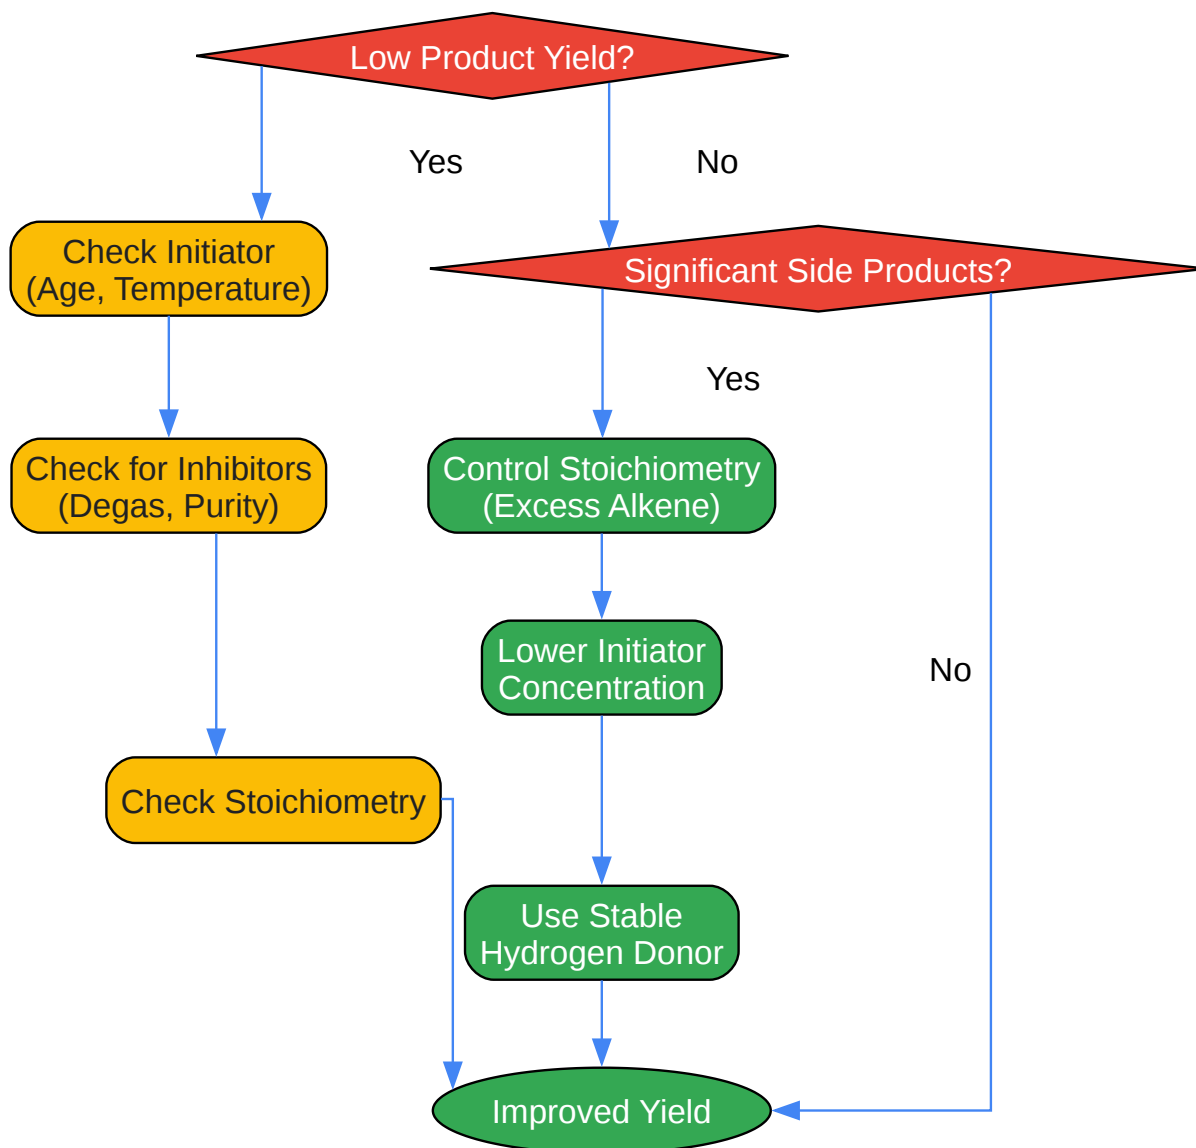 Low Product Yield?
Yes
No
Check Initiator
(Age, Temperature)
Significant Side Products?
Yes
Check for Inhibitors
(Degas, Purity)
Control Stoichiometry
(Excess Alkene)
Lower Initiator
Concentration
No
Check Stoichiometry
Use Stable
Hydrogen Donor
Improved Yield